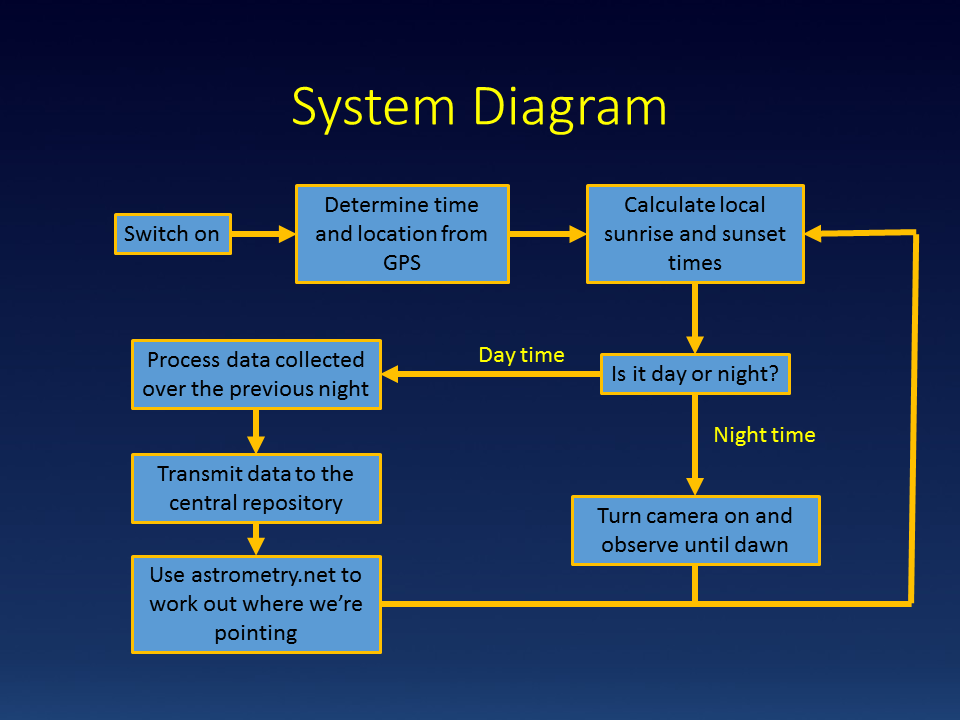 System Diagram
Switch on
Determine time
and location from
GPS
Calculate local
sunrise and sunset
times
Process data collected
over the previous night
Day time
Is it day or night?
Night time
Transmit data to the
central repository
Turn camera on and
observe until dawn
Use astrometry.net to
work out where we’re
pointing